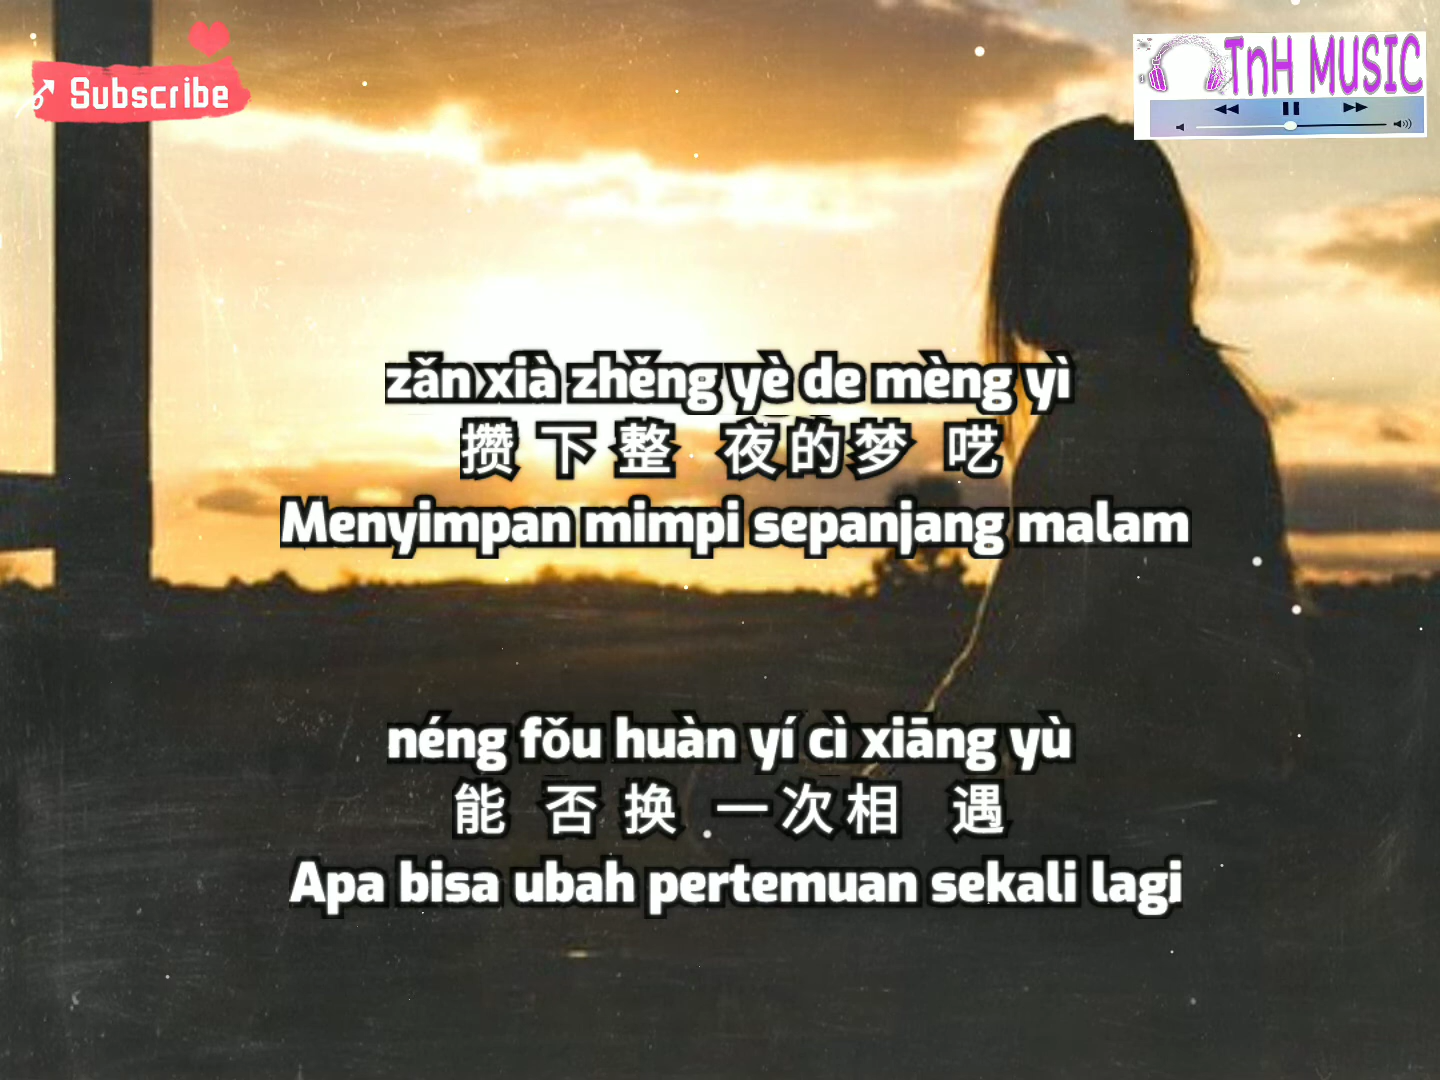 Subscribe
TnH MUSIC
zǎn xià zhěng yè de mèng yì
攒 下 整 夜 的 梦 呓
Menyimpan mimpi sepanjang malam
néng fǒu huàn yí cì xiāng yù
能 否 换 一 次 相 遇
Apa bisa ubah pertemuan sekali lagi